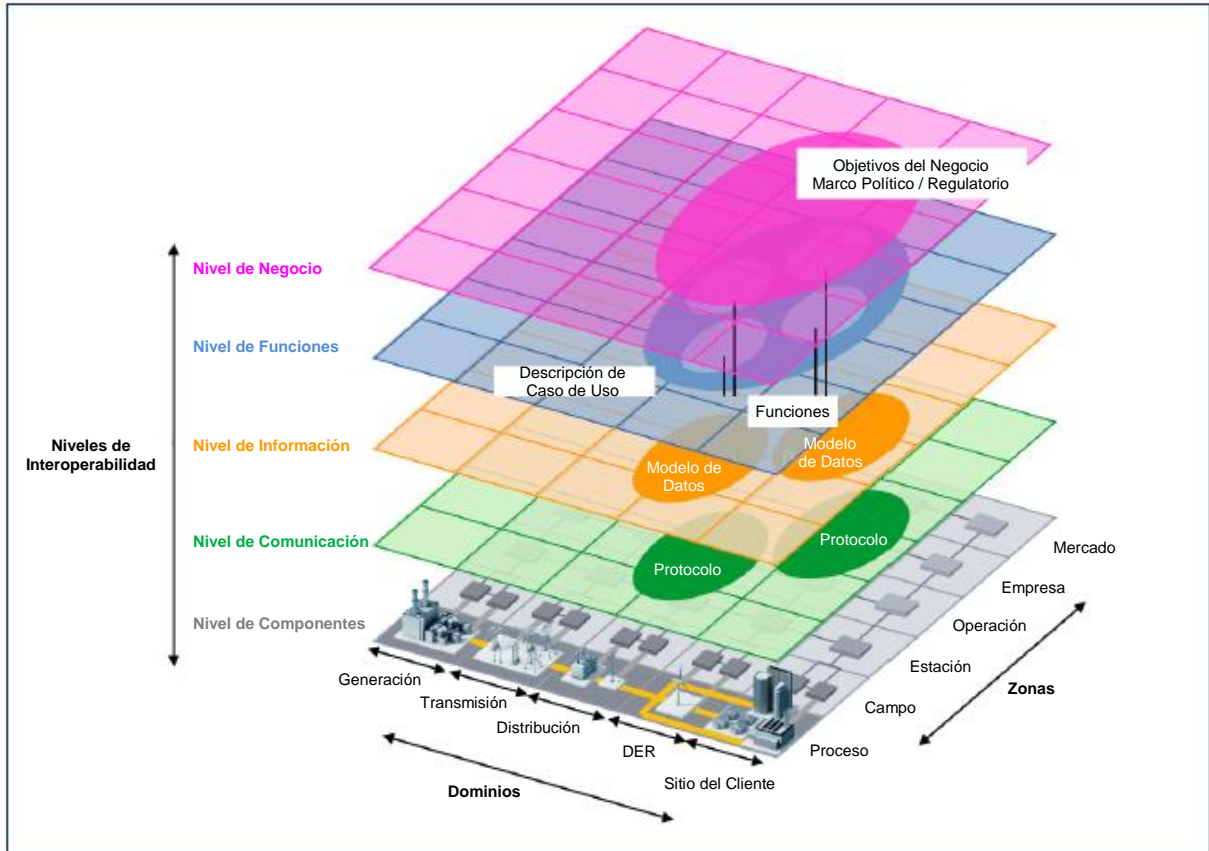 Objetivos del Negocio
Marco Político / Regulatorio
Nivel de Negocio
Nivel de Funciones
Descripción de
Caso de Uso
Funciones
Niveles de
Interoperabilidad
Nivel de Información
Modelo de
Datos
Modelo
de Datos
Nivel de Comunicación
Protocolo
Protocolo
Nivel de Componentes
Mercado
Empresa
Operación
Estación
Campo
Proceso
Zonas
Generación
Transmisión
Distribución
DER
Sitio del Cliente
Dominios